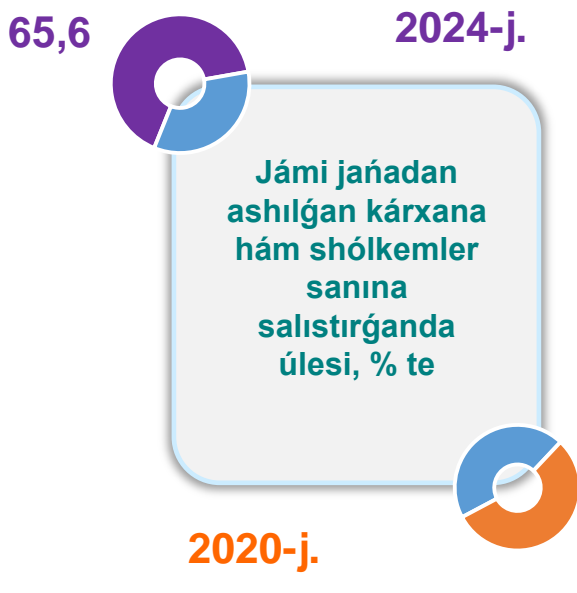 65,6
2024-j.
Jámi jańadan
ashılǵan kárxana
hám shólkemler
sanına
salıstırǵanda
úlesi, % te
2020-j.